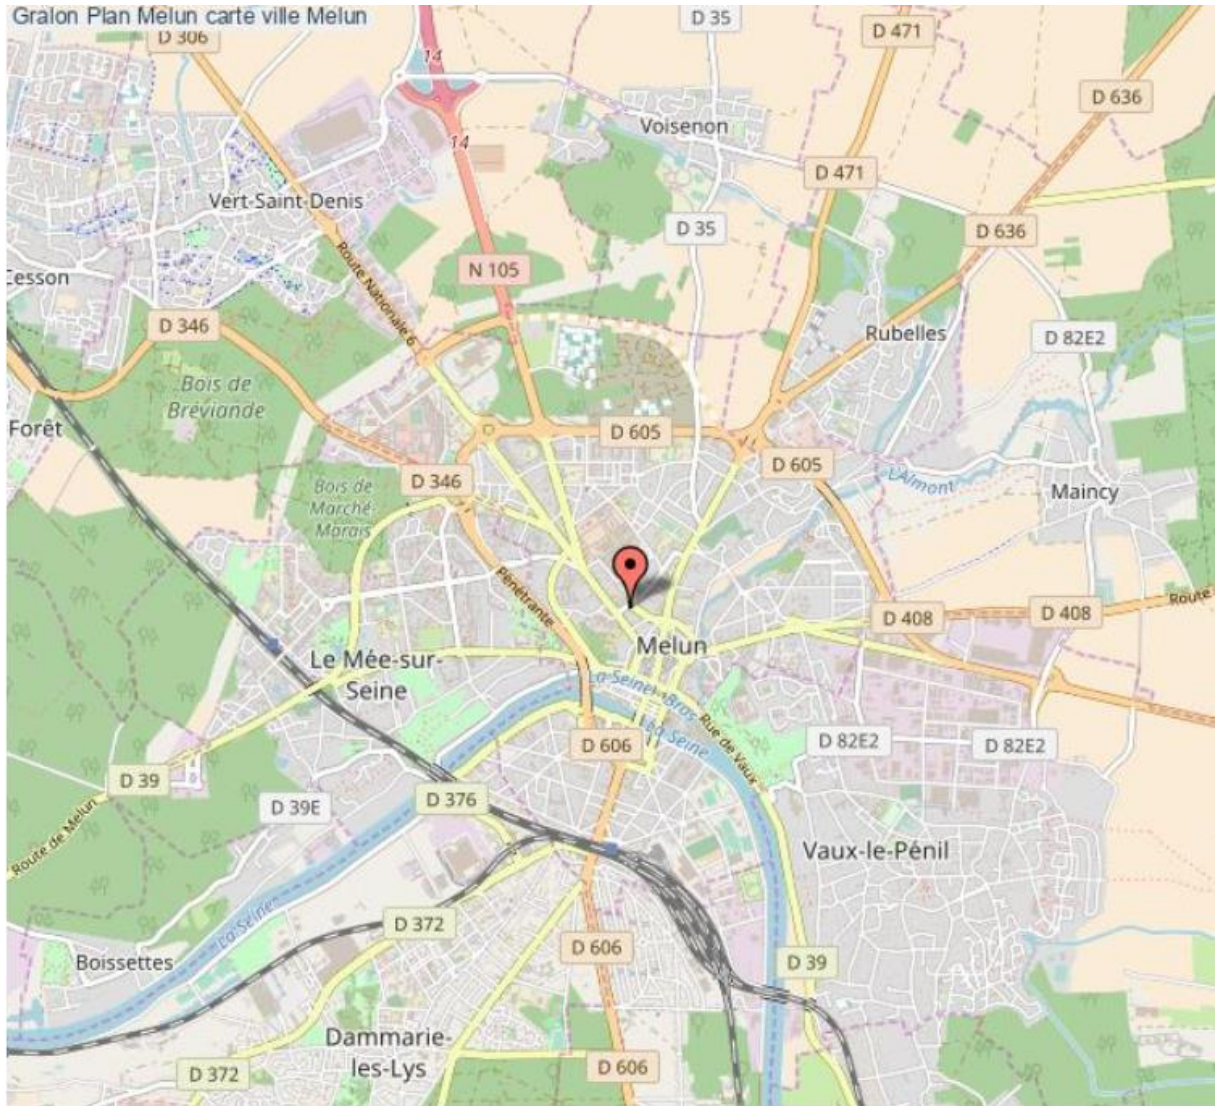 Gralon Plan Melun carte ville Melun
D 306
14
D 35
D 471
D 636
14
Voisenon
D 471
Vert-Saint-Denis
D 35
D 636
Route Nationale 6
N 105
Cesson
D 346
Rubelles
D 82E2
Bois de
Bréviande
Forêt
D 605
D 346
D 605
L'Almont
Bois de
Marché-
Marais
Maincy
Pénétrante
D 408
D 408
Route
Melun
Le Mée-sur-
Seine
La Seine
Bras
La Seine
Rue de Vaux
D 606
D 82E2
D 82E2
D 39
D 39E
D 376
Route de Melun
Vaux-le-Pénil
La Seine
D 372
D 606
D 39
Boissettes
Dammarie-
les-Lys
D 372
D 606